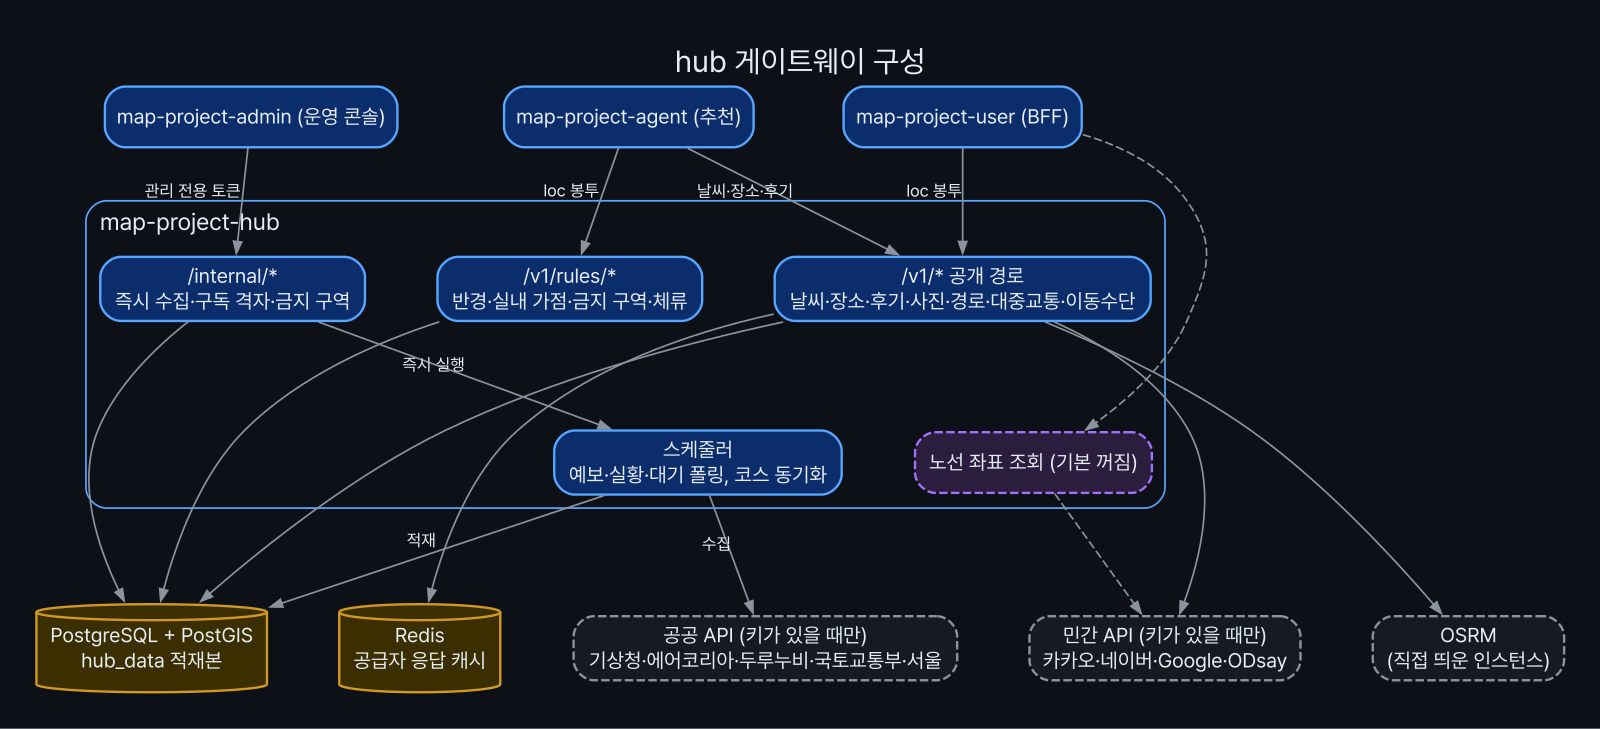 hub 게이트웨이 구성
map-project-admin (운영 콘솔)
map-project-agent (추천)
map-project-user (BFF)
관리 전용 토큰
loc 봉투
날씨·장소·후기
loc 봉투
map-project-hub
/internal/*
즉시 수집·구독 격자·금지 구역
/v1/rules/*
반경·실내 가점·금지 구역·체류
/v1/* 공개 경로
날씨·장소·후기·사진·경로·대중교통·이동수단
즉시 실행
스케줄러
예보·실황·대기 폴링, 코스 동기화
노선 좌표 조회 (기본 꺼짐)
적재
수집
PostgreSQL + PostGIS
hub_data 적재본
Redis
공급자 응답 캐시
공공 API (키가 있을 때만)
기상청·에어코리아·두루누비·국토교통부·서울
민간 API (키가 있을 때만)
카카오·네이버·Google·ODsay
OSRM
(직접 띄운 인스턴스)